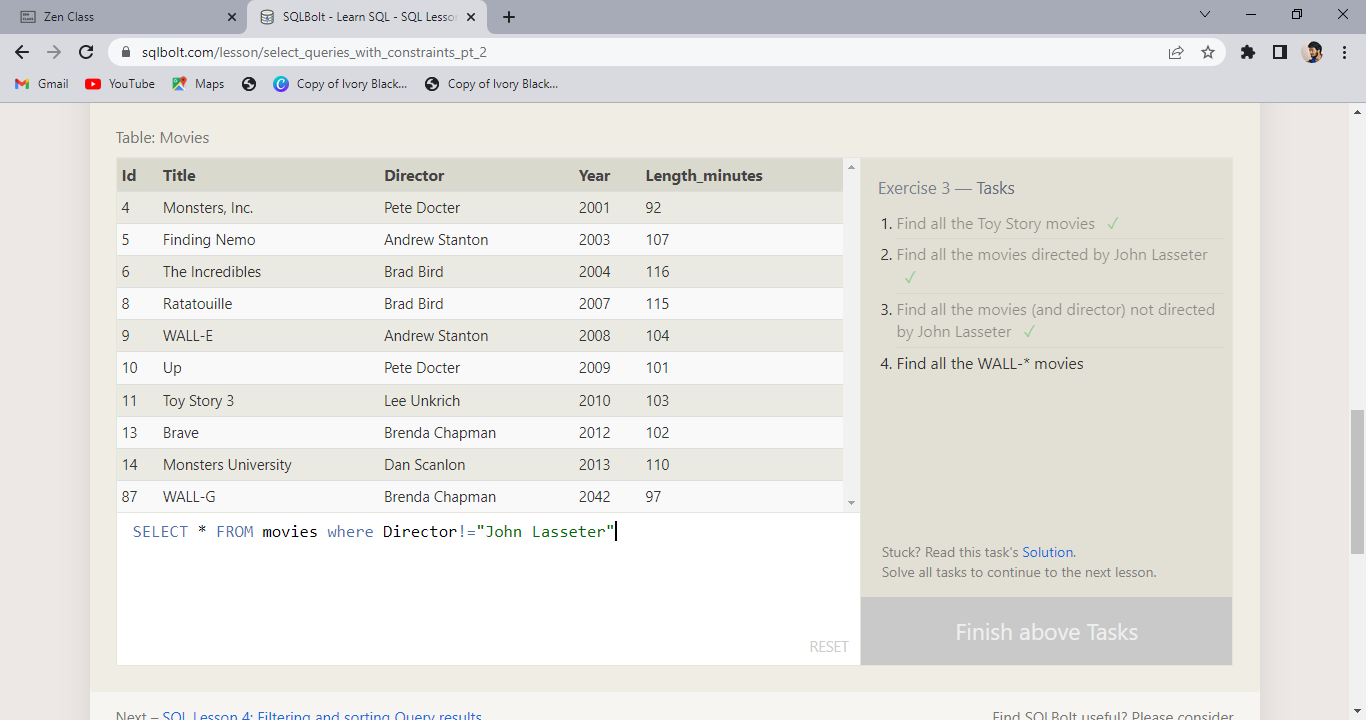 Zen Class
SQLBolt - Learn SQL - SQL Lesson
sqlbolt.com/lesson/select_queries_with_constraints_pt_2
Gmail YouTube Maps Copy of Ivory Black... Copy of Ivory Black...
Table: Movies
Id Title Director Year Length_minutes
4 Monsters, Inc. Pete Docter 2001 92
5 Finding Nemo Andrew Stanton 2003 107
6 The Incredibles Brad Bird 2004 116
8 Ratatouille Brad Bird 2007 115
9 WALL-E Andrew Stanton 2008 104
10 Up Pete Docter 2009 101
11 Toy Story 3 Lee Unkrich 2010 103
13 Brave Brenda Chapman 2012 102
14 Monsters University Dan Scanlon 2013 110
87 WALL-G Brenda Chapman 2042 97
SELECT * FROM movies where Director!="John Lasseter"
RESET
Exercise 3 — Tasks
1. Find all the Toy Story movies ✓
2. Find all the movies directed by John Lasseter
✓
3. Find all the movies (and director) not directed
by John Lasseter ✓
4. Find all the WALL-* movies
Stuck? Read this task's Solution.
Solve all tasks to continue to the next lesson.
Finish above Tasks
Next – SQL Lesson 4: Filtering and sorting Query results
Find SQLBolt useful? Please consider